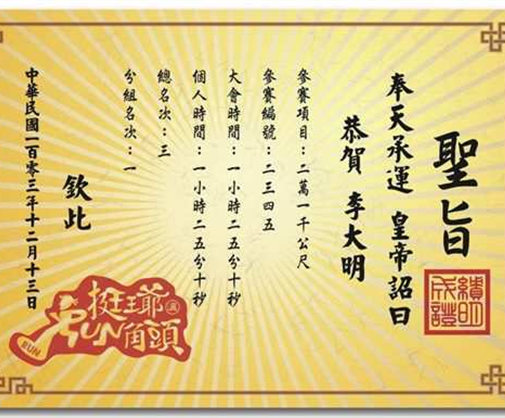 聖旨
奉天承運 皇帝詔曰
恭賀 李大明
參賽項目：二萬一千公尺
參賽編號：二三四五
大會時間：一小時二五分十秒
個人時間：一小時二五分十秒
總名次：三
分組名次：一
欽此
中華民國一百零三年十二月十三日
挺王爺
RUN角頭
RUN